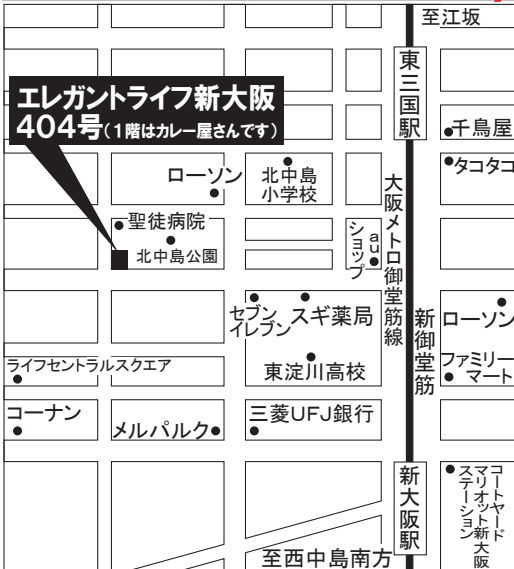 至江坂
東三国駅
エレガントライフ新大阪
404号(1階はカレー屋さんです)
千鳥屋
タコタコ
ローソン
北中島
小学校
大阪メトロ御堂筋線
聖徒病院
北中島公園
au
ショップ
セブン
イレブン
スギ薬局
新御堂筋
ローソン
ライフセントラルスクエア
東淀川高校
ファミリー
マート
コーナン
メルパルク
三菱UFJ銀行
新大阪駅
コートヤード
マリオット新大阪
ステーション
至西中島南方